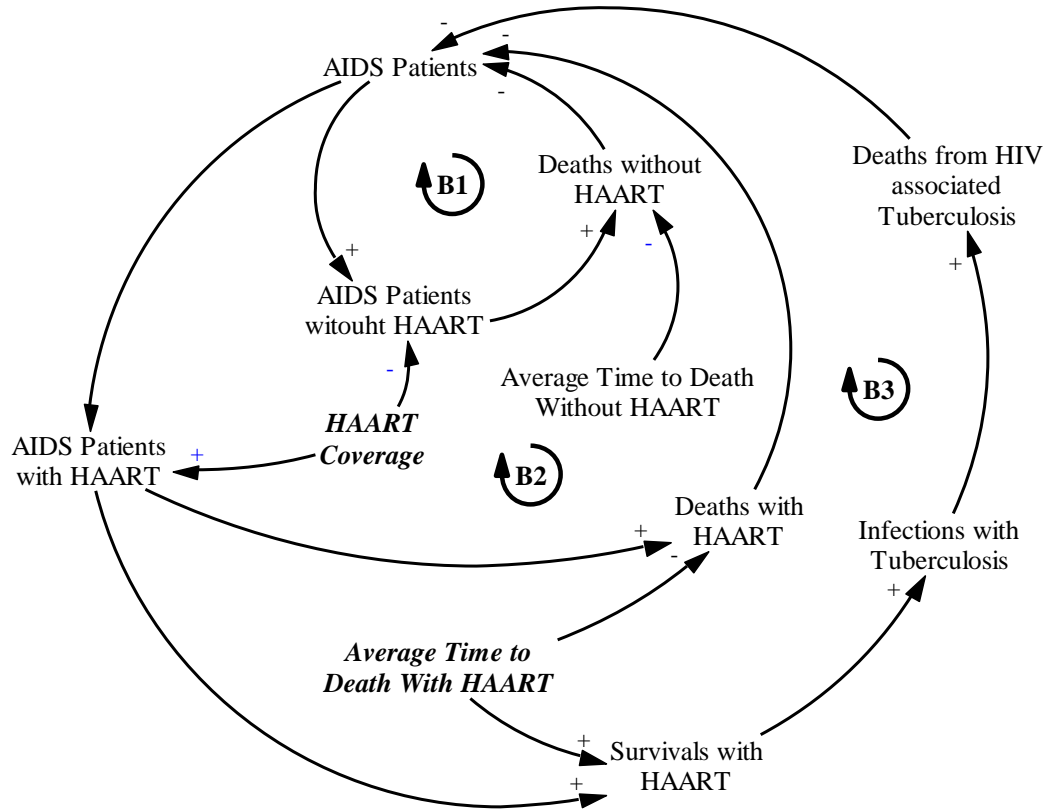 -
-
AIDS Patients
-
Deaths without
HAART
Deaths from HIV
associated
Tuberculosis
B1
+
-
+
+
AIDS Patients
witouht HAART
-
Average Time to Death
Without HAART
B3
HAART
Coverage
AIDS Patients
with HAART
+
B2
Deaths with
HAART
+
-
Infections with
Tuberculosis
+
Average Time to
Death With HAART
+
Survivals with
HAART
+